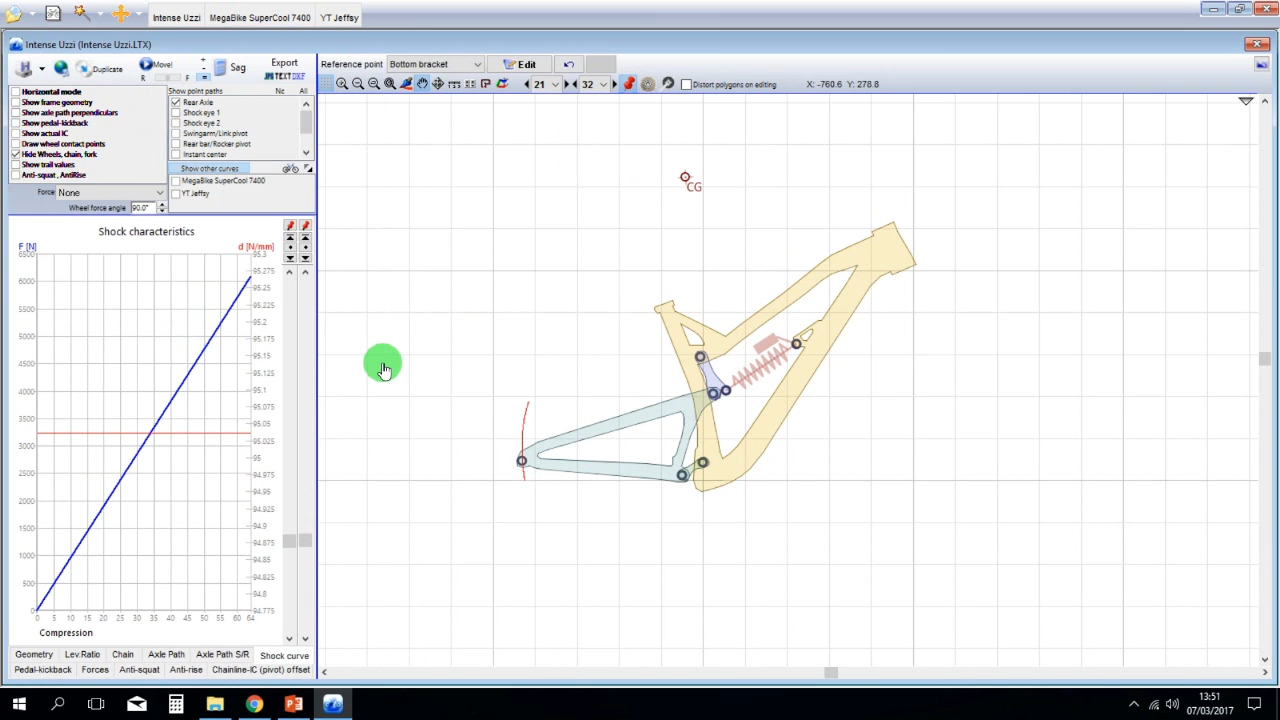 Intense Uzzi MegaBike SuperCool 7400 YT Jeffsy
Intense Uzzi (Intense Uzzi.LTX)
Duplicate Move! R F + - = Sag Export TEXT DXF
Reference point Bottom bracket Edit
21 32 Distort polygons on editing X: -760.6 Y: 278.8
Horizontal mode
Show frame geometry
Show axle path perpendiculars
Show pedal-kickback
Show actual IC
Draw wheel contact points
Hide Wheels, chain, fork
Show trail values
Anti-squat , AntiRise
Force: None
Wheel force angle 90.0°
Show point paths Nc All
Rear Axle
Shock eye 1
Shock eye 2
Swingarm/Link pivot
Rear bar/Rocker pivot
Instant center
Show other curves
MegaBike SuperCool 7400
YT Jeffsy
CG
Shock characteristics
F [N] d [N/mm]
6500 95.3
6000 95.275
95.25
5500 95.225
5000 95.2
95.175
4500 95.15
4000 95.125
95.1
3500 95.075
95.05
3000 95.025
95
2500 94.975
2000 94.95
94.925
1500 94.9
1000 94.875
94.85
500 94.825
94.8
0 94.775
0 5 10 15 20 25 30 35 40 45 50 55 60 64
Compression
Geometry Lev.Ratio Chain Axle Path Axle Path S/R Shock curve
Pedal-kickback Forces Anti-squat Anti-rise Chainline-IC (pivot) offset
13:51
07/03/2017